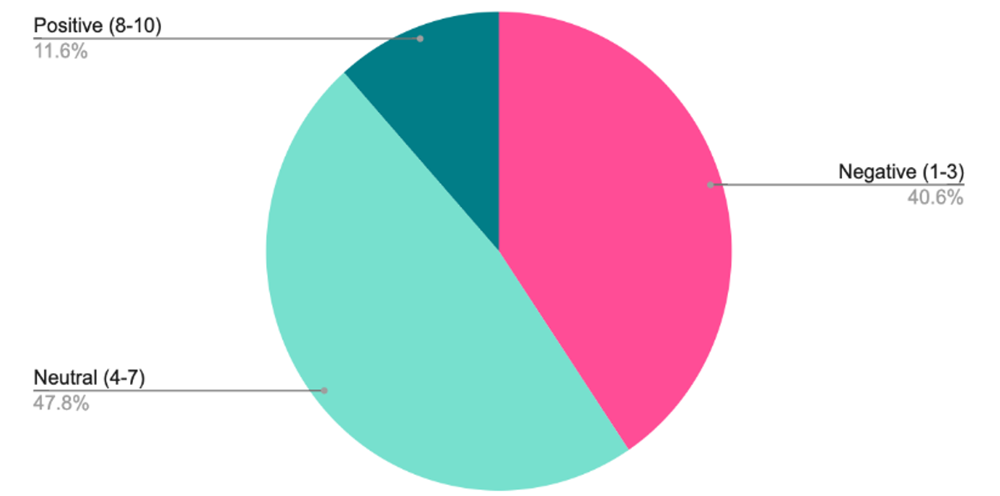 Positive (8-10)
11.6%
Negative (1-3)
40.6%
Neutral (4-7)
47.8%